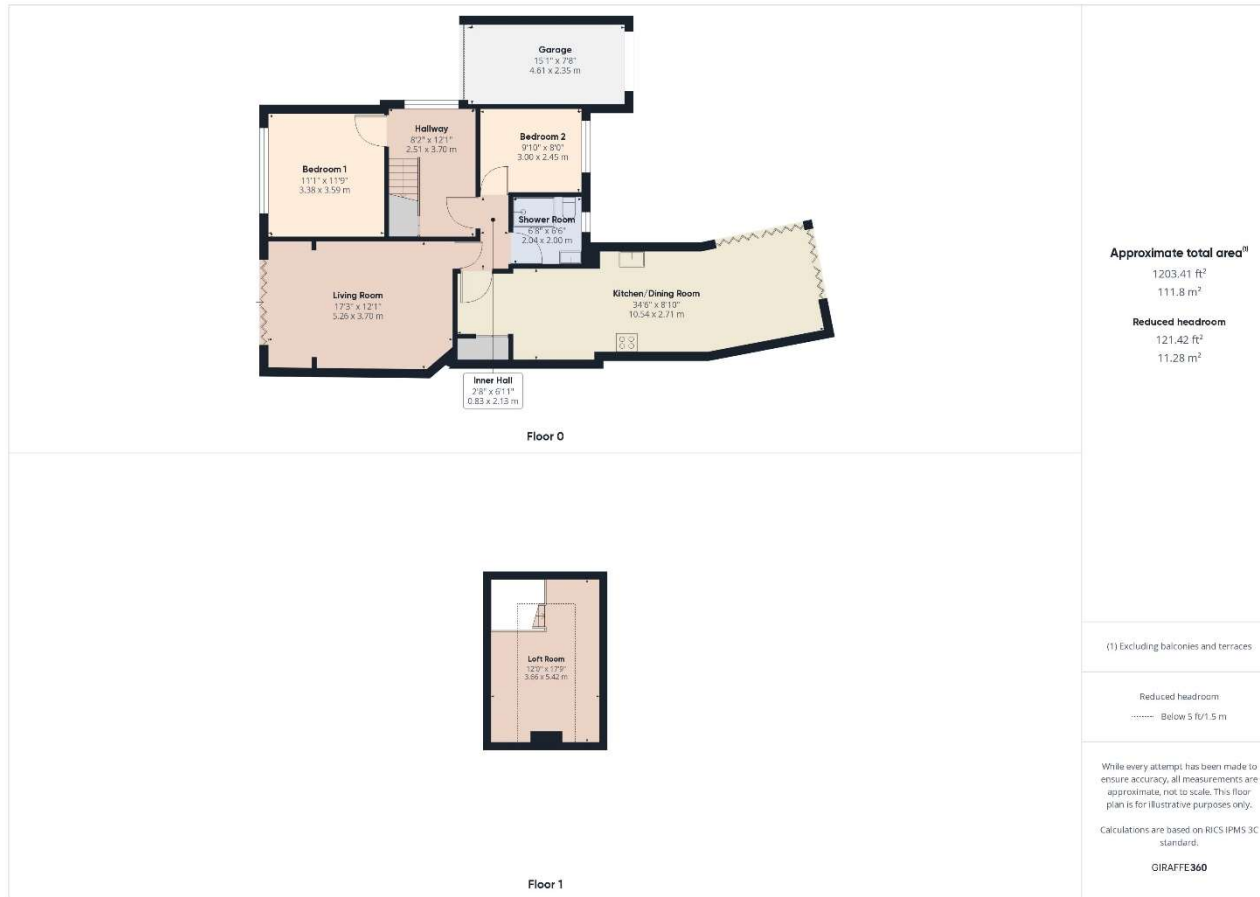 Garage
15'1" x 7'8"
4.61 x 2.35 m
Hallway
8'2" x 12'1"
2.51 x 3.70 m
Bedroom 2
9'10" x 8'0"
3.00 x 2.45 m
Bedroom 1
11'1" x 11'9"
3.38 x 3.59 m
Shower Room
6'8" x 6'6"
2.04 x 2.00 m
Living Room
17'3" x 12'1"
5.26 x 3.70 m
Kitchen/Dining Room
34'6" x 8'10"
10.54 x 2.71 m
Inner Hall
2'8" x 6'11"
0.83 x 2.13 m
Floor 0
Loft Room
12'0" x 17'9"
3.66 x 5.42 m
Floor 1
Approximate total area(1)
1203.41 ft²
111.8 m²
Reduced headroom
121.42 ft²
11.28 m²
(1) Excluding balconies and terraces
Reduced headroom
Below 5 ft/1.5 m
While every attempt has been made to
ensure accuracy, all measurements are
approximate, not to scale. This floor
plan is for illustrative purposes only.
Calculations are based on RICS IPMS 3C
standard.
GIRAFFE360